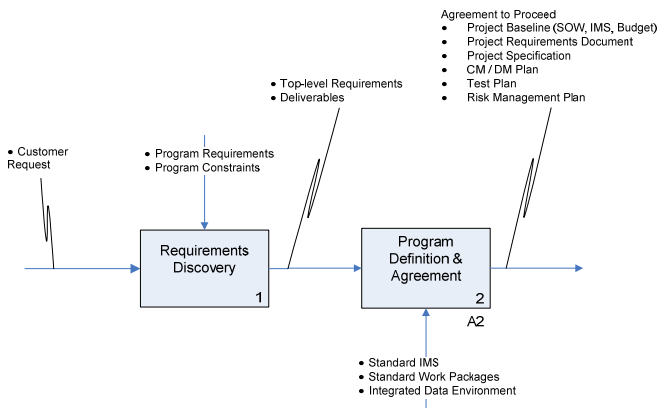 Agreement to Proceed
• Project Baseline (SOW, IMS, Budget)
• Project Requirements Document
• Project Specification
• CM / DM Plan
• Test Plan
• Risk Management Plan
• Top-level Requirements
• Deliverables
• Customer
Request
• Program Requirements
• Program Constraints
Requirements
Discovery
1
Program
Definition &
Agreement
2
A2
• Standard IMS
• Standard Work Packages
• Integrated Data Environment